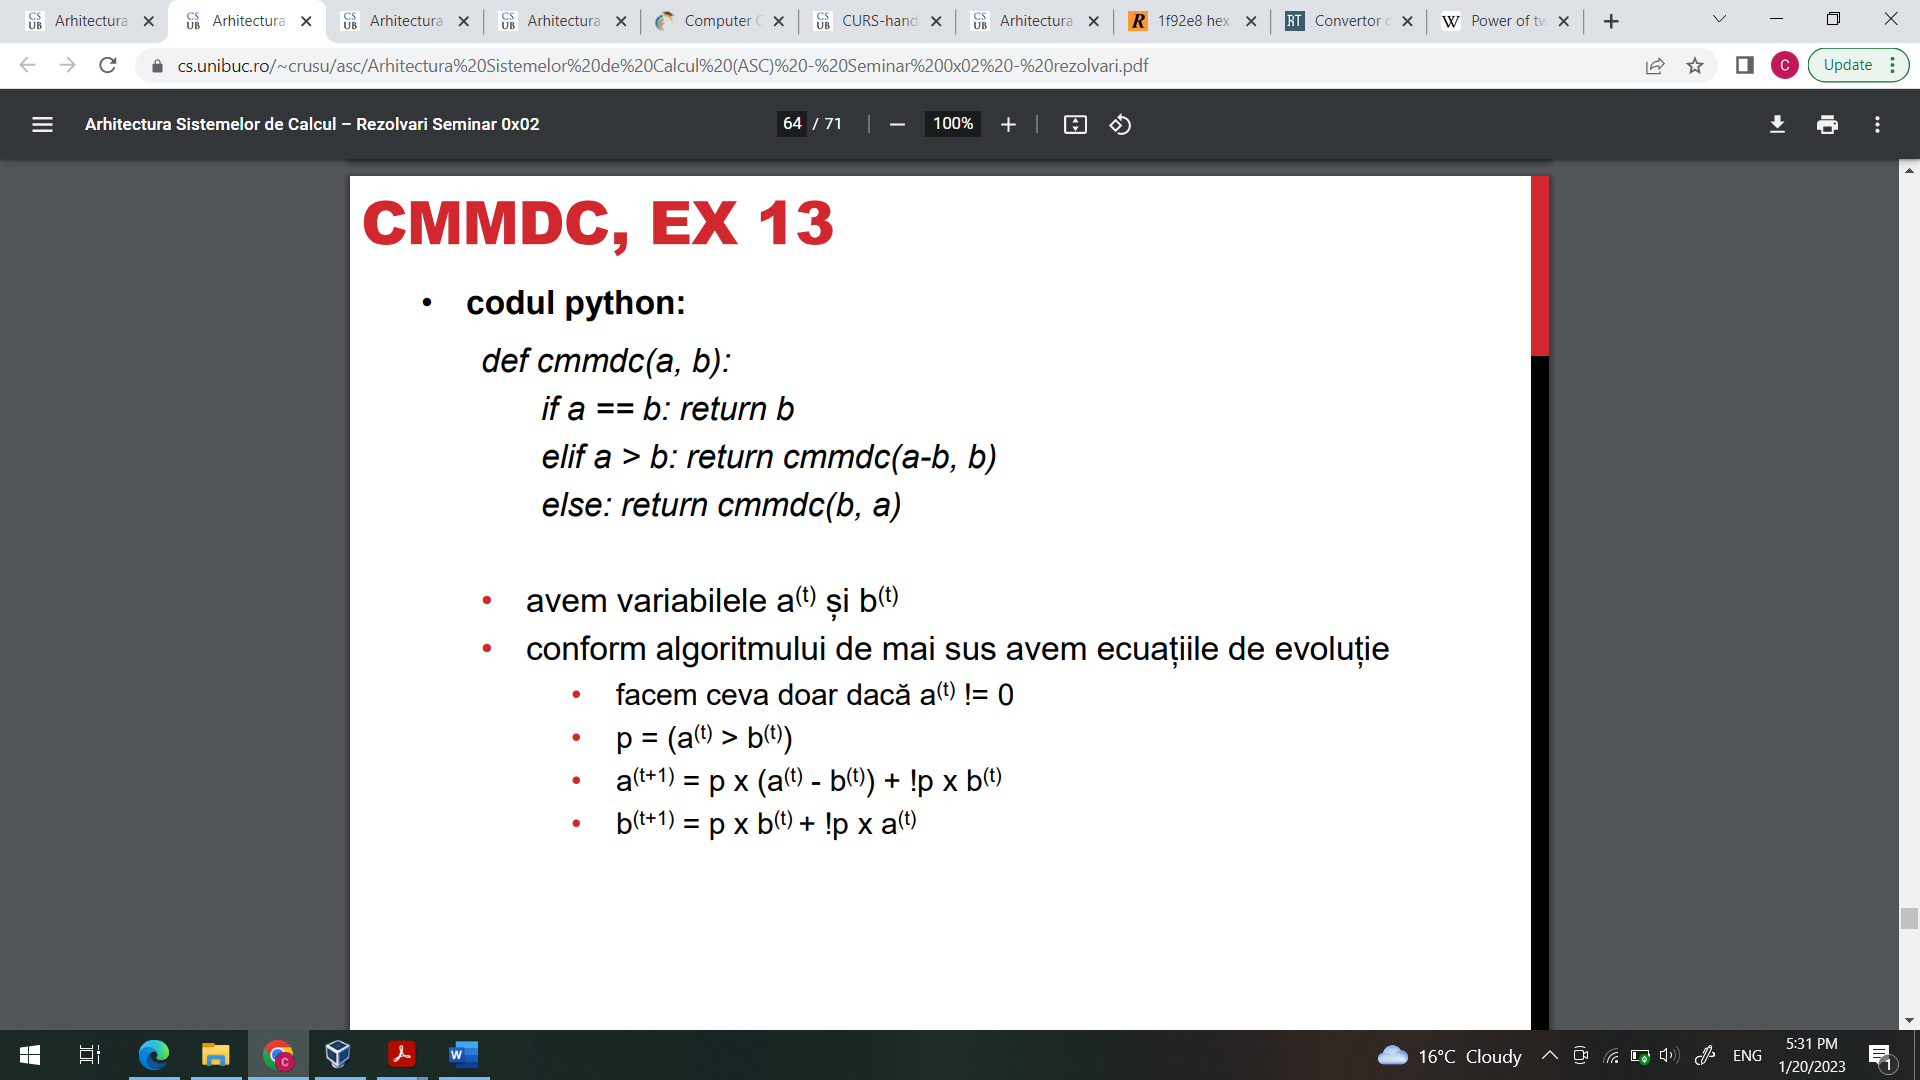 Arhitectura
Arhitectura
Arhitectura
Arhitectura
Computer
CURS-hand
Arhitectura
1f92e8 hex
Convertor
Power of tw
cs.unibuc.ro/~crusu/asc/Arhitectura%20Sistemelor%20de%20Calcul%20(ASC)%20-%20Seminar%200x02%20-%20rezolvari.pdf
C
Update
Arhitectura Sistemelor de Calcul – Rezolvari Seminar 0x02
64 / 71
100%
CMMDC, EX 13
• codul python:
def cmmdc(a, b):
if a == b: return b
elif a > b: return cmmdc(a-b, b)
else: return cmmdc(b, a)
• avem variabilele a(t) și b(t)
• conform algoritmului de mai sus avem ecuațiile de evoluție
• facem ceva doar dacă a(t) != 0
• p = (a(t) > b(t))
• a(t+1) = p x (a(t) - b(t)) + !p x b(t)
• b(t+1) = p x b(t) + !p x a(t)
16°C Cloudy
ENG
5:31 PM
1/20/2023
1